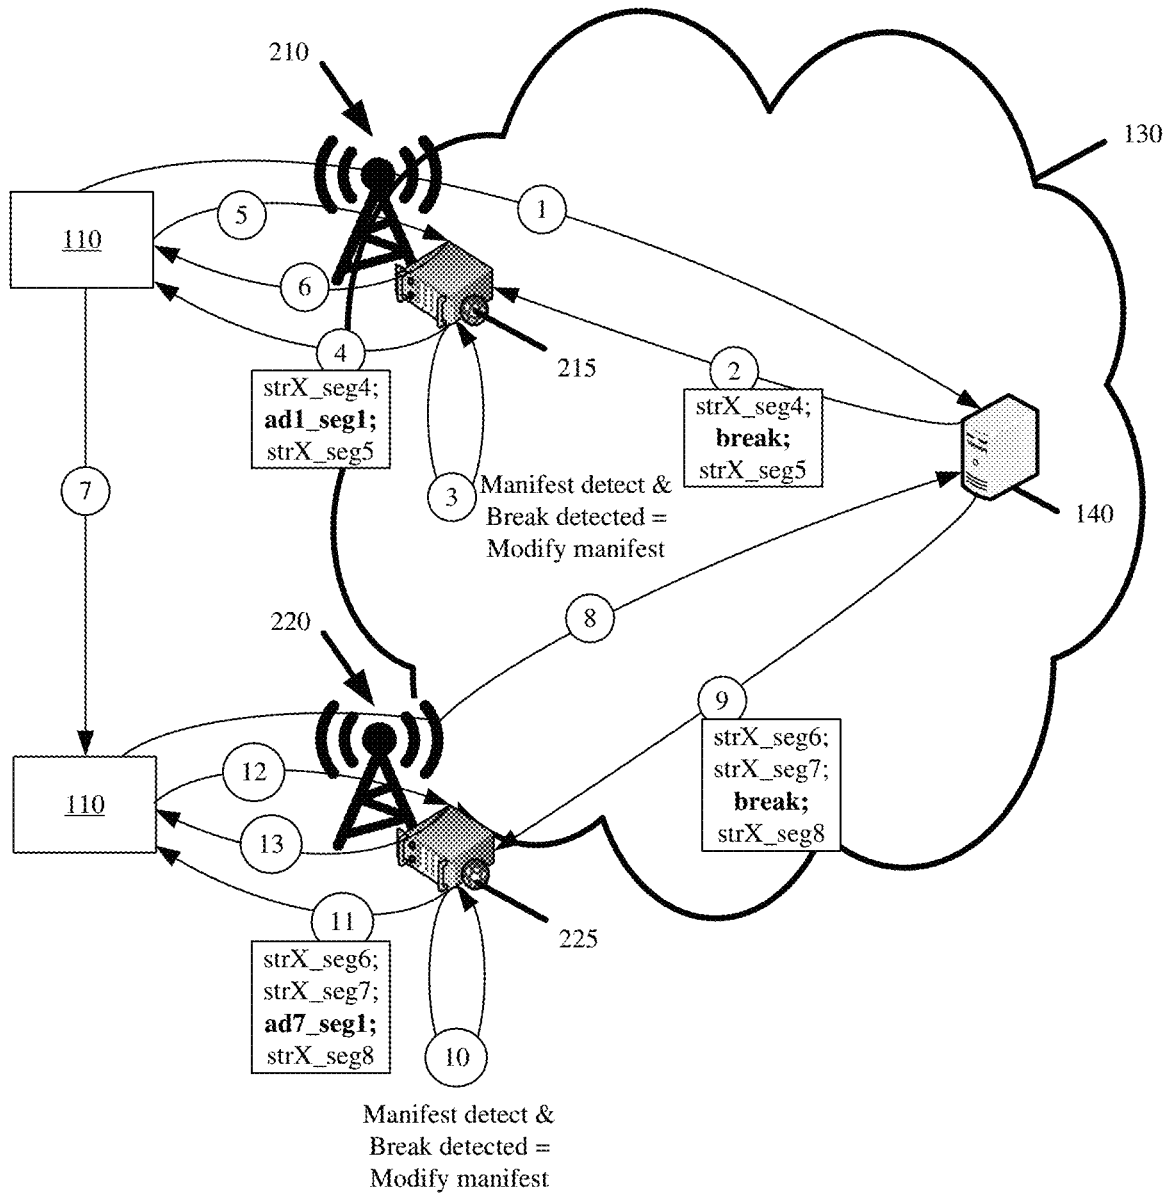 210
130
110
5
1
6
4
strX_seg4;
ad1_seg1;
strX_seg5
215
2
strX_seg4;
break;
strX_seg5
7
3
Manifest detect &
Break detected =
Modify manifest
140
220
8
9
strX_seg6;
strX_seg7;
break;
strX_seg8
110
12
13
11
strX_seg6;
strX_seg7;
ad7_seg1;
strX_seg8
225
10
Manifest detect &
Break detected =
Modify manifest